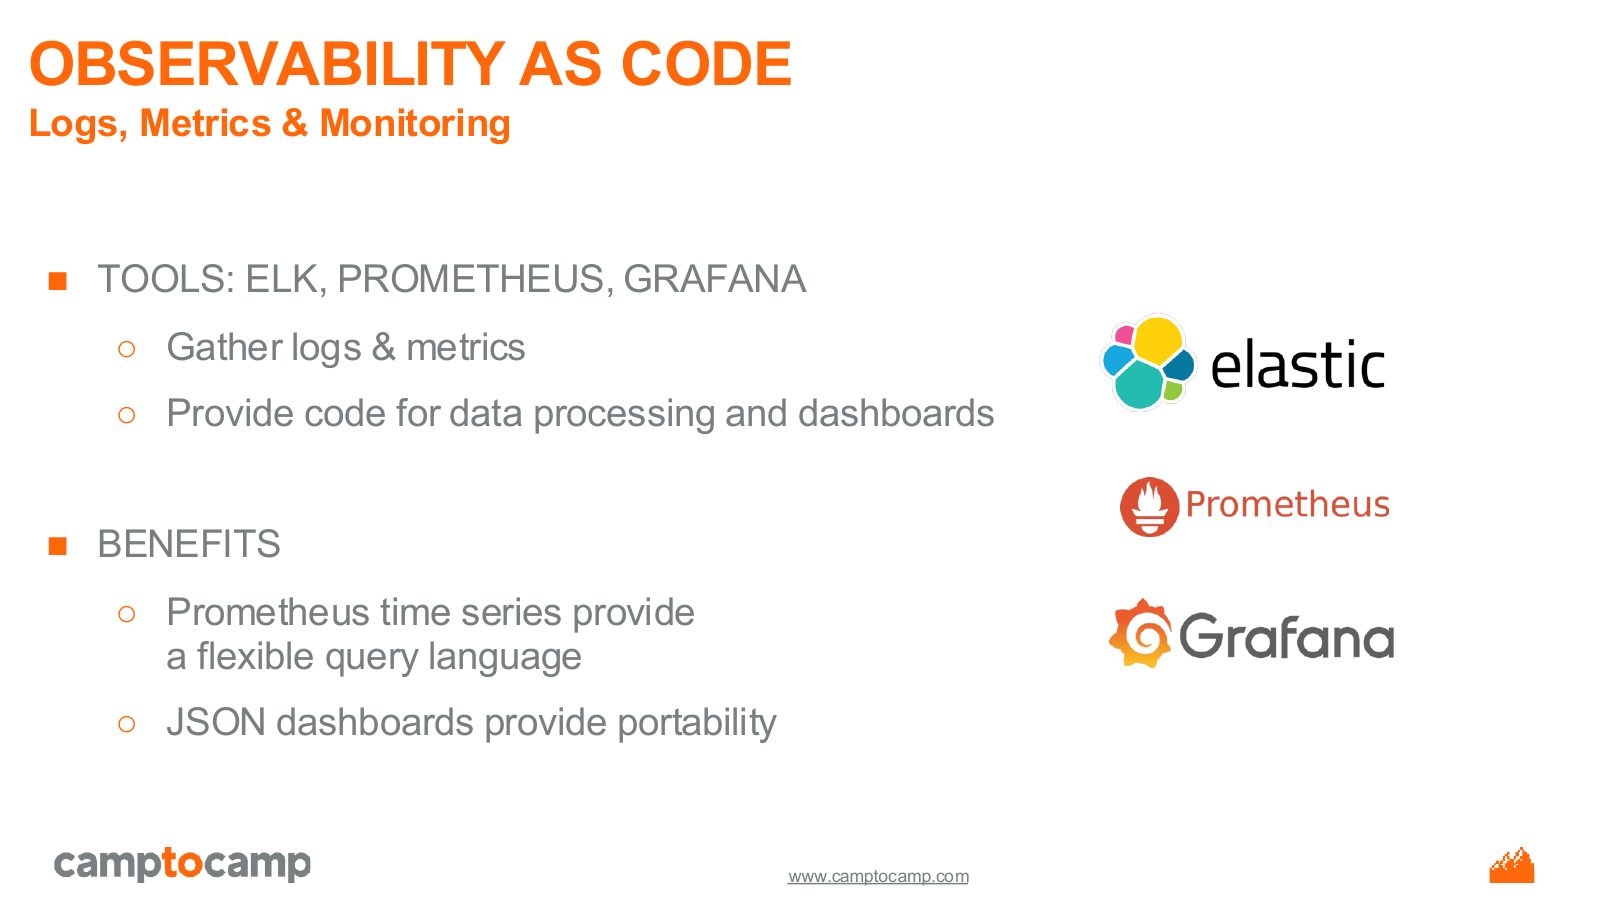 OBSERVABILITY AS CODE
Logs, Metrics & Monitoring
■ TOOLS: ELK, PROMETHEUS, GRAFANA
○ Gather logs & metrics
○ Provide code for data processing and dashboards
■ BENEFITS
○ Prometheus time series provide
a flexible query language
○ JSON dashboards provide portability
elastic
Prometheus
Grafana
camptocamp
www.camptocamp.com